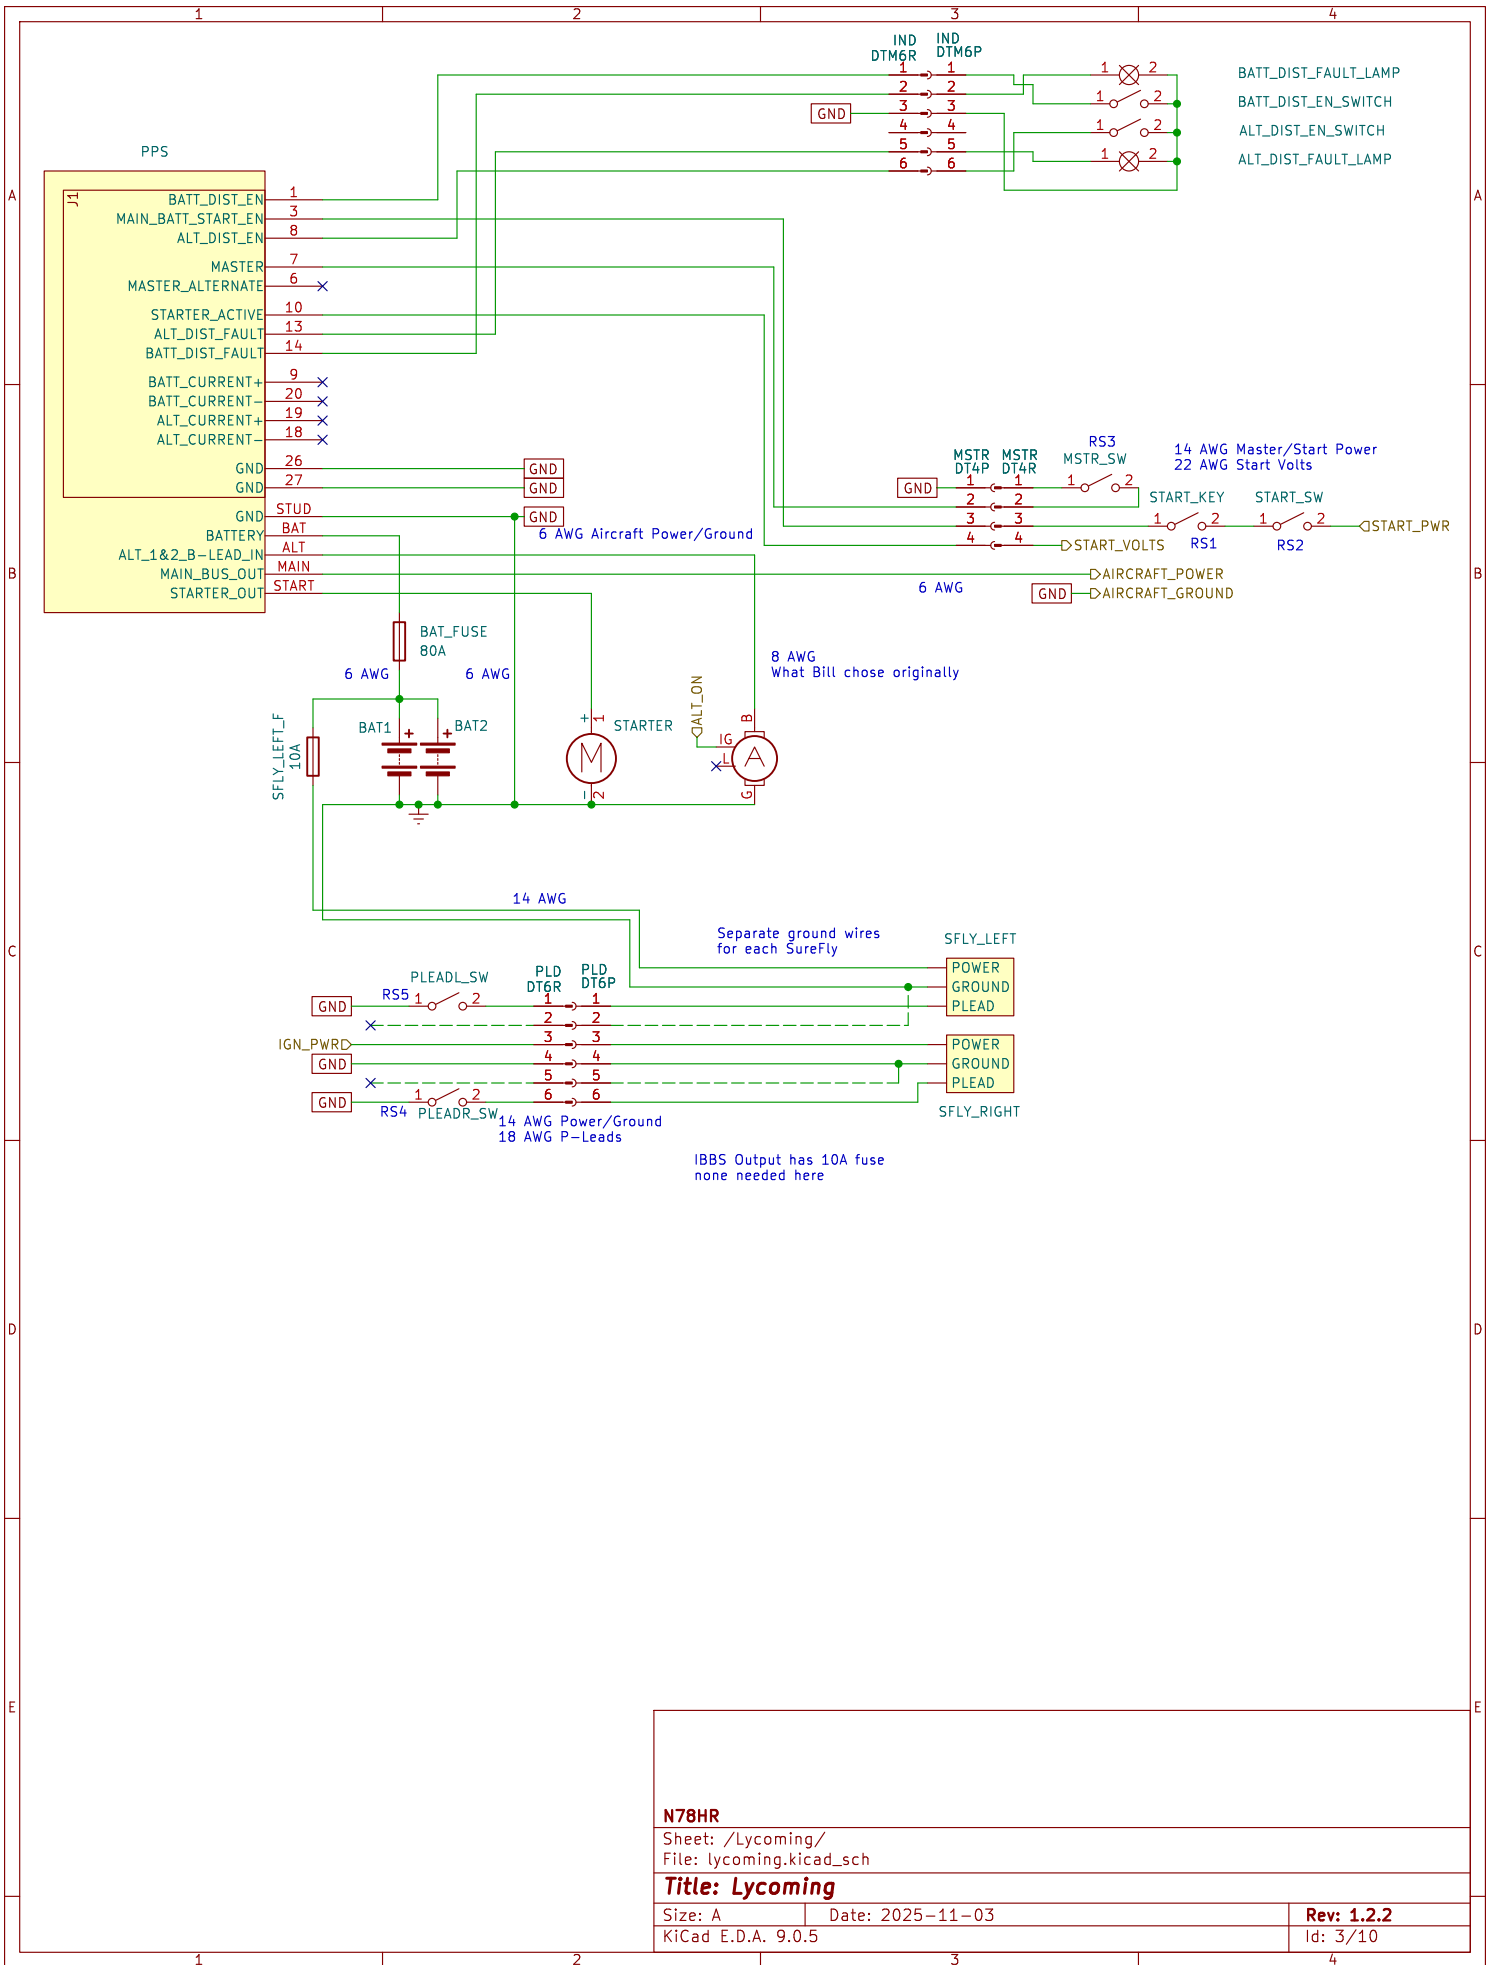 1 2 3 4
IND IND
DTM6R DTM6P
1 1 1 2 BATT_DIST_FAULT_LAMP
2 2 1 2 BATT_DIST_EN_SWITCH
GND 3 3
4 4 1 2 ALT_DIST_EN_SWITCH
5 5 1 2 ALT_DIST_FAULT_LAMP
6 6
PPS
A A
J1
BATT_DIST_EN 1
MAIN_BATT_START_EN 3
ALT_DIST_EN 8
MASTER 7
MASTER_ALTERNATE 6
STARTER_ACTIVE 10
ALT_DIST_FAULT 13
BATT_DIST_FAULT 14
BATT_CURRENT+ 9
BATT_CURRENT- 20
ALT_CURRENT+ 19
ALT_CURRENT- 18
GND 26 GND
GND 27 GND
GND STUD GND
BATTERY BAT
ALT_1&2_B-LEAD_IN ALT
MAIN_BUS_OUT MAIN
STARTER_OUT START
6 AWG Aircraft Power/Ground
MSTR MSTR
DT4P DT4R
RS3
MSTR_SW
14 AWG Master/Start Power
22 AWG Start Volts
GND 1 1 1 2
2 2
START_KEY START_SW
3 3 1 2 1 2 START_PWR
RS1 RS2
4 4 START_VOLTS
B B
AIRCRAFT_POWER
6 AWG
GND AIRCRAFT_GROUND
BAT_FUSE
80A
6 AWG 6 AWG
8 AWG
What Bill chose originally
SFLY_LEFT_F
10A
BAT1 + BAT2 +
+ 1 STARTER
M
- 2
ALT_ON
IG B
L A
G
14 AWG
Separate ground wires
for each SureFly
C C
SFLY_LEFT
POWER
GROUND
PLEAD
PLEADL_SW
PLD PLD
DT6R DT6P
GND RS5 1 2 1 1
2 2
IGN_PWR 3 3
GND 4 4
5 5
GND 1 2 6 6
RS4 PLEADR_SW
POWER
GROUND
PLEAD
SFLY_RIGHT
14 AWG Power/Ground
18 AWG P-Leads
IBBS Output has 10A fuse
none needed here
D D
E E
N78HR
Sheet: /Lycoming/
File: lycoming.kicad_sch
Title: Lycoming
Size: A Date: 2025-11-03 Rev: 1.2.2
KiCad E.D.A. 9.0.5 Id: 3/10
1 2 3 4